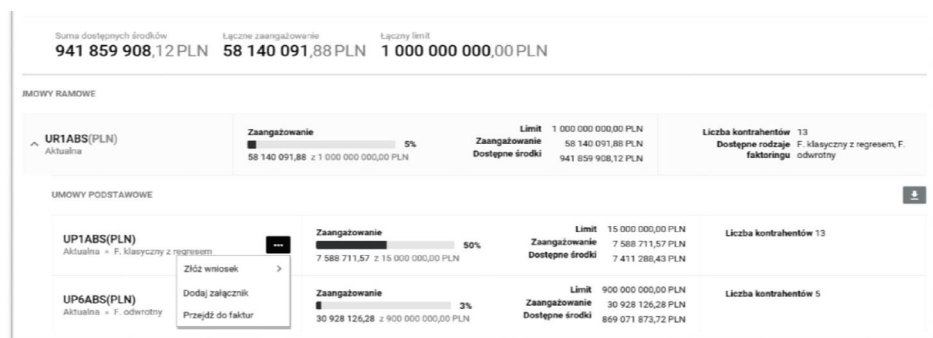 Suma dostępnych środków Łączne zaangażowanie Łączny limit
941 859 908,12 PLN 58 140 091,88 PLN 1 000 000 000,00 PLN
UMOWY RAMOWE
UR1ABS(PLN)
Aktualna
Zaangażowanie
5%
58 140 091,88 z 1 000 000 000,00 PLN
Limit 1 000 000 000,00 PLN
Zaangażowanie 58 140 091,88 PLN
Dostępne środki 941 859 908,12 PLN
Liczba kontrahentów 13
Dostępne rodzaje F. klasyczny z regresem, F.
faktoringu odwrotny
UMOWY PODSTAWOWE
UP1ABS(PLN)
Aktualna • F. klasyczny z regresem
Zaangażowanie
50%
7 588 711,57 z 15 000 000,00 PLN
Limit 15 000 000,00 PLN
Zaangażowanie 7 588 711,57 PLN
Dostępne środki 7 411 288,43 PLN
Liczba kontrahentów 13
Złóż wniosek >
Dodaj załącznik
Przejdź do faktur
UP6ABS(PLN)
Aktualna • F. odwrotny
Zaangażowanie
3%
30 928 126,28 z 900 000 000,00 PLN
Limit 900 000 000,00 PLN
Zaangażowanie 30 928 126,28 PLN
Dostępne środki 869 071 873,72 PLN
Liczba kontrahentów 5